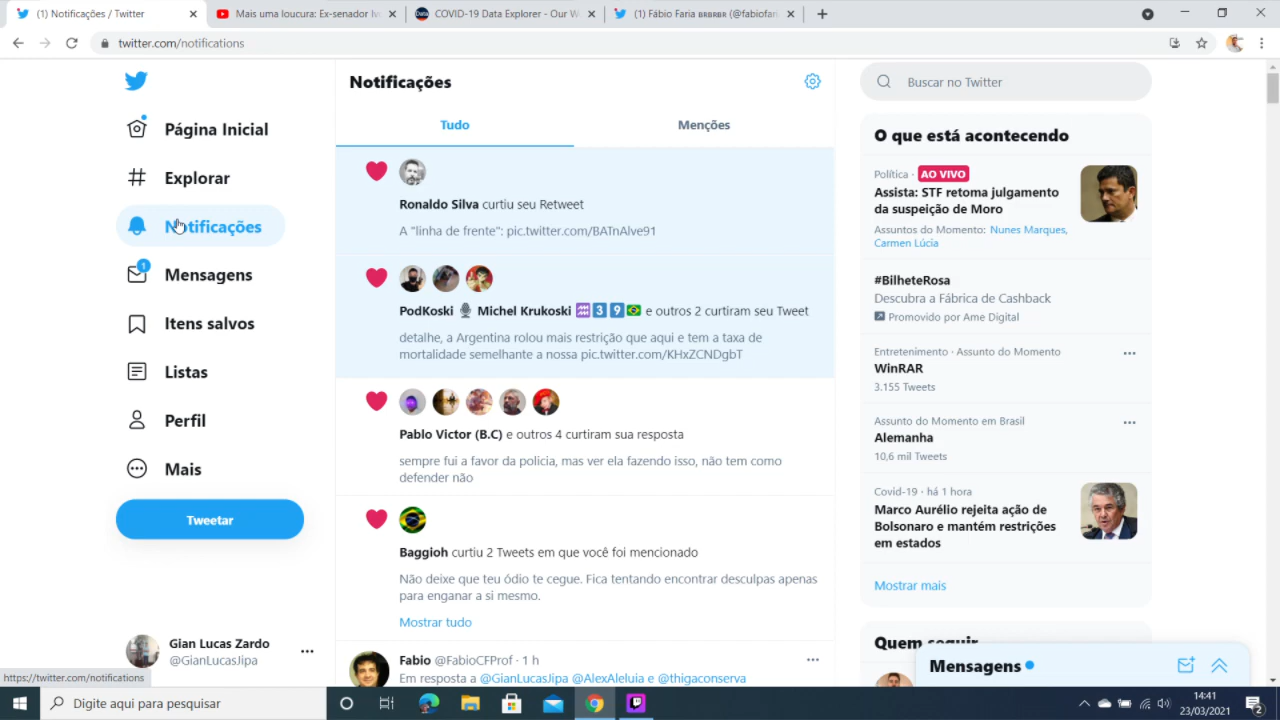 (1) Notificações / Twitter
Mais uma loucura: Ex-senador Iv
COVID-19 Data Explorer - Our W
(1) Fábio Faria
twitter.com/notifications
Página Inicial
Explorar
Notificações
1
Mensagens
Itens salvos
Listas
Perfil
Mais
Tweetar
Gian Lucas Zardo
@GianLucasJipa
https://twitter.com/notifications
Notificações
Tudo
Menções
Ronaldo Silva curtiu seu Retweet
A "linha de frente": pic.twitter.com/BATnAlve91
PodKoski 🎙 Michel Krukoski ♒3️⃣9️⃣🇧🇷 e outros 2 curtiram seu Tweet
detalhe, a Argentina rolou mais restrição que aqui e tem a taxa de
mortalidade semelhante a nossa pic.twitter.com/KHxZCNDgbT
Pablo Victor (B.C) e outros 4 curtiram sua resposta
sempre fui a favor da policia, mas ver ela fazendo isso, não tem como
defender não
Baggioh curtiu 2 Tweets em que você foi mencionado
Não deixe que teu ódio te cegue. Fica tentando encontrar desculpas apenas
para enganar a si mesmo.
Mostrar tudo
Fabio @FabioCFProf · 1 h
Em resposta a @GianLucasJipa @AlexAleluia e @thigaconserva
Buscar no Twitter
O que está acontecendo
Política · AO VIVO
Assista: STF retoma julgamento
da suspeição de Moro
Assuntos do Momento: Nunes Marques,
Carmen Lúcia
#BilheteRosa
Descubra a Fábrica de Cashback
Promovido por Ame Digital
Entretenimento · Assunto do Momento
WinRAR
3.155 Tweets
Assunto do Momento em Brasil
Alemanha
10,6 mil Tweets
Covid-19 · há 1 hora
Marco Aurélio rejeita ação de
Bolsonaro e mantém restrições
em estados
Mostrar mais
Quem seguir
Mensagens
Digite aqui para pesquisar
14:41
23/03/2021
2